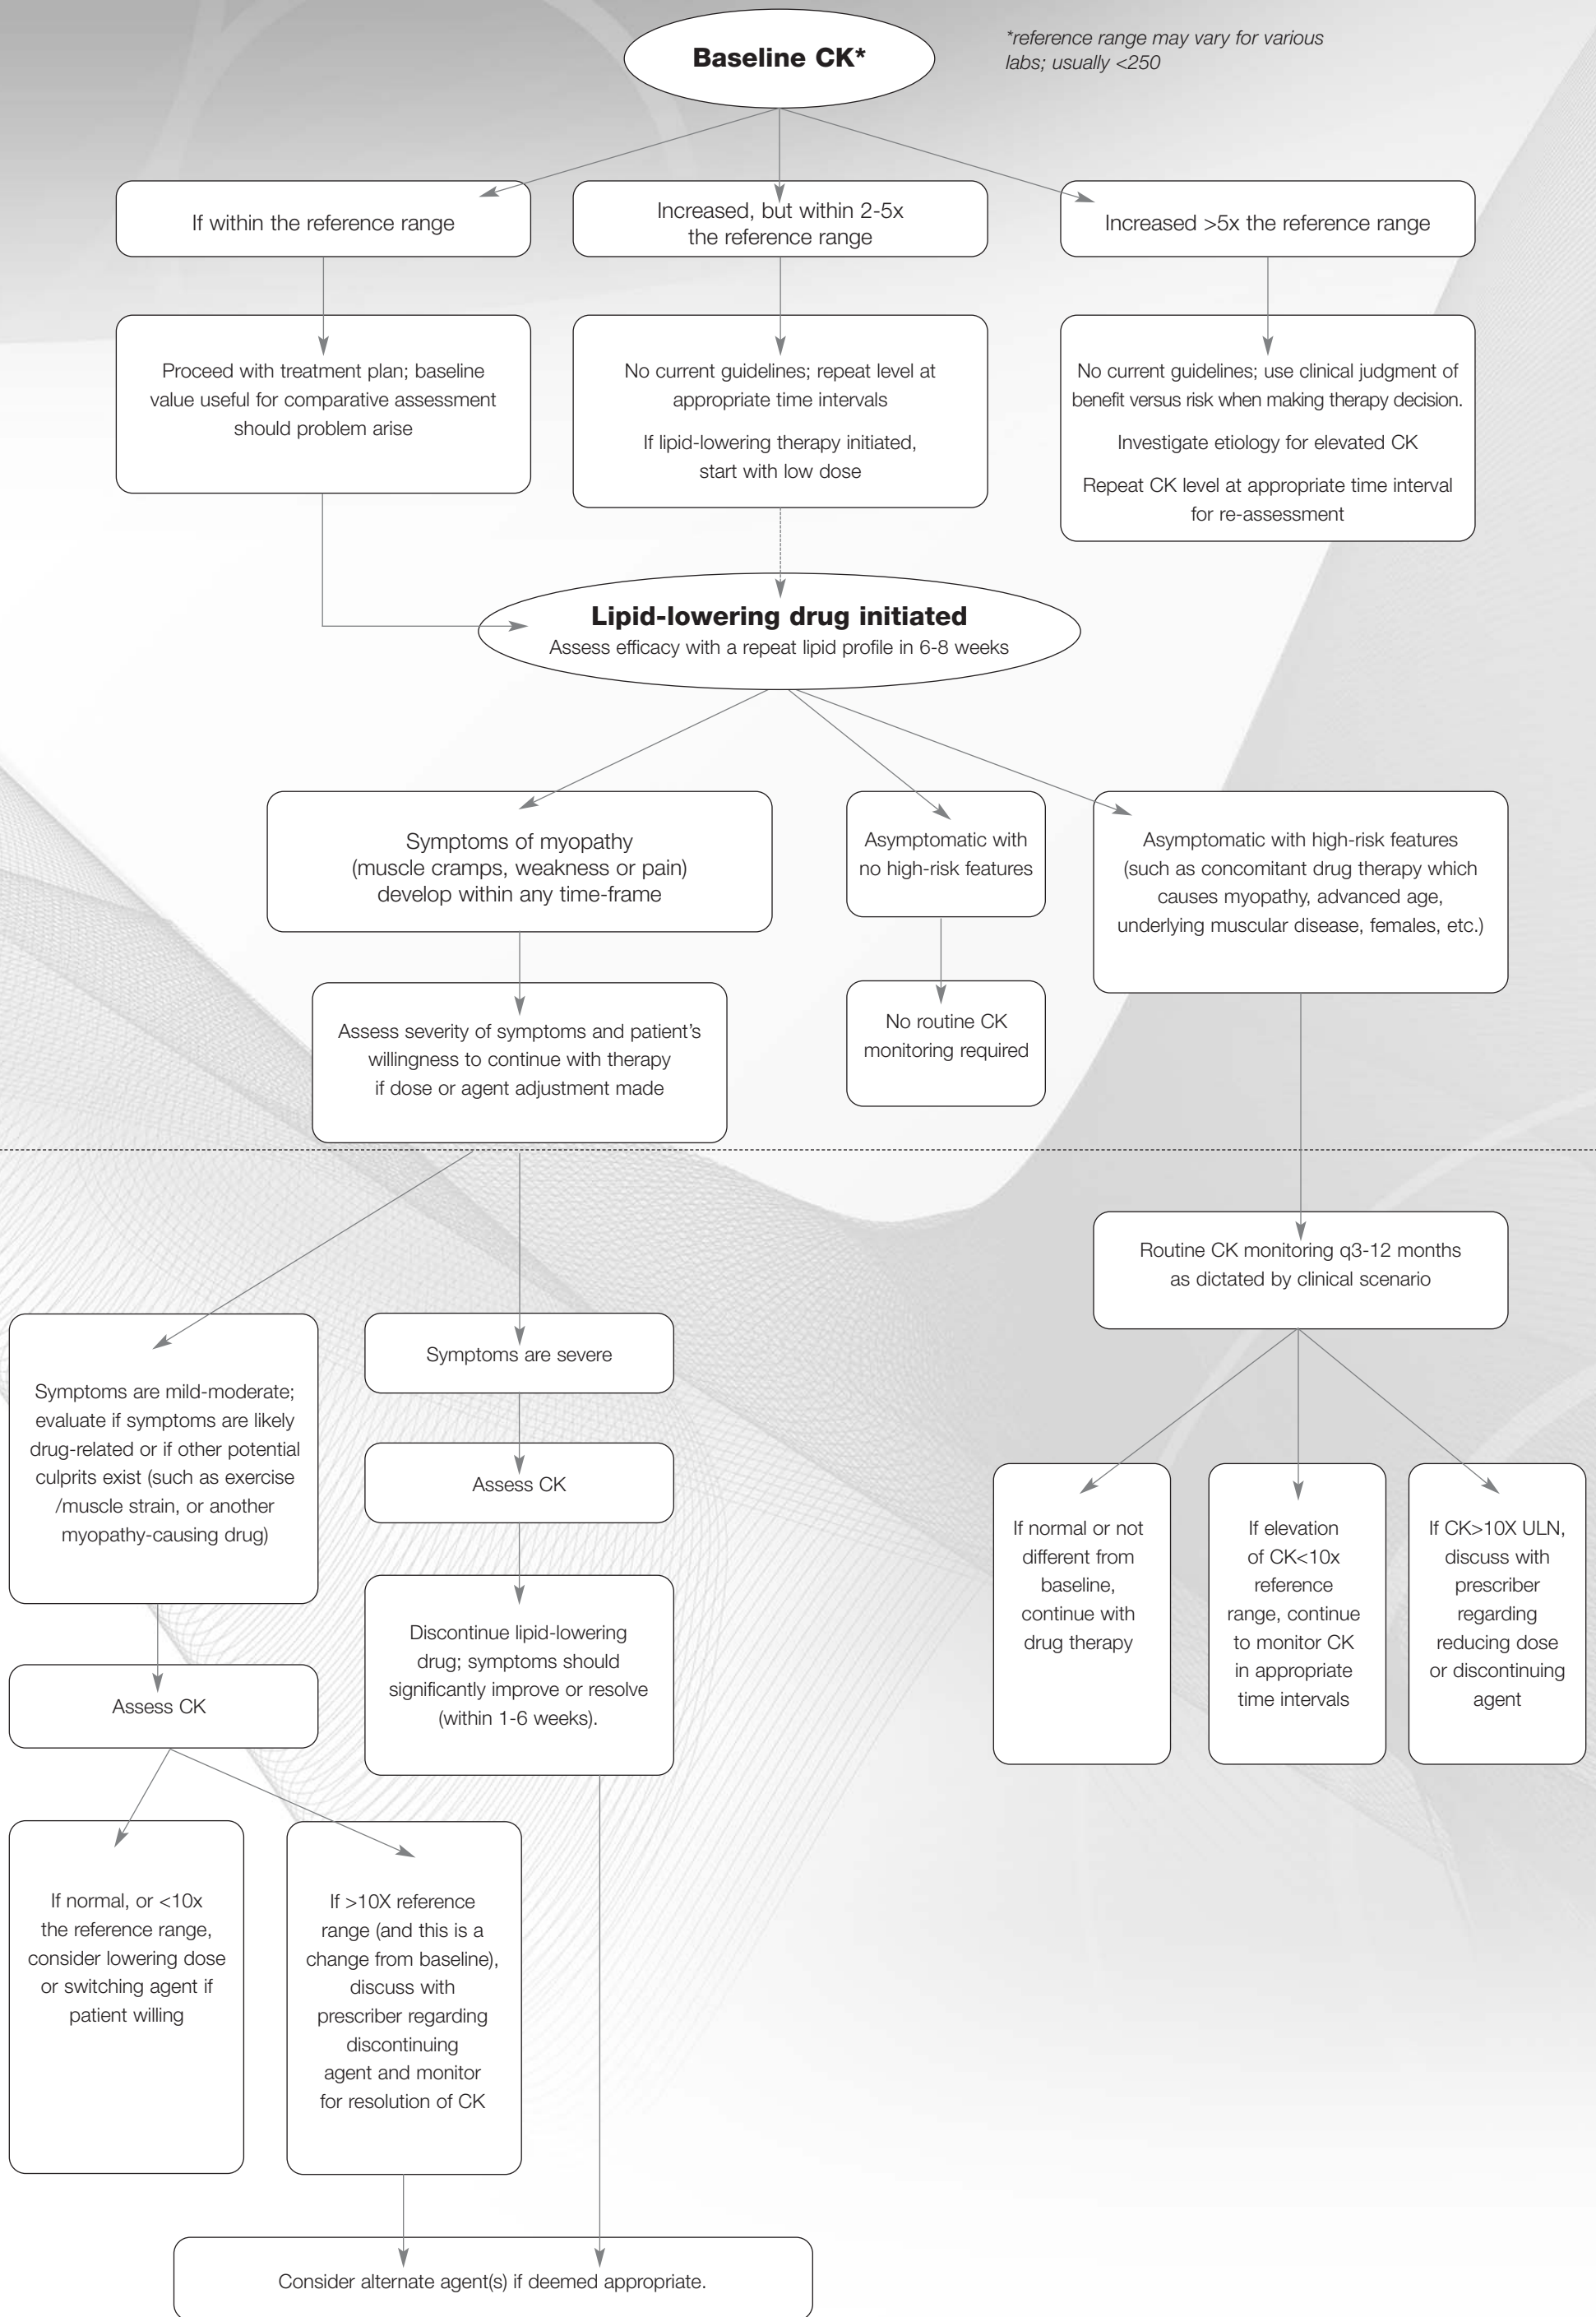 Baseline CK*
*reference range may vary for various
labs; usually <250
If within the reference range
Increased, but within 2-5x
the reference range
Increased >5x the reference range
Proceed with treatment plan; baseline
value useful for comparative assessment
should problem arise
No current guidelines; repeat level at
appropriate time intervals
If lipid-lowering therapy initiated,
start with low dose
No current guidelines; use clinical judgment of
benefit versus risk when making therapy decision.
Investigate etiology for elevated CK
Repeat CK level at appropriate time interval
for re-assessment
Lipid-lowering drug initiated
Assess efficacy with a repeat lipid profile in 6-8 weeks
Symptoms of myopathy
(muscle cramps, weakness or pain)
develop within any time-frame
Asymptomatic with
no high-risk features
Asymptomatic with high-risk features
(such as concomitant drug therapy which
causes myopathy, advanced age,
underlying muscular disease, females, etc.)
Assess severity of symptoms and patient's
willingness to continue with therapy
if dose or agent adjustment made
No routine CK
monitoring required
Routine CK monitoring q3-12 months
as dictated by clinical scenario
Symptoms are mild-moderate;
evaluate if symptoms are likely
drug-related or if other potential
culprits exist (such as exercise
/muscle strain, or another
myopathy-causing drug)
Symptoms are severe
Assess CK
Discontinue lipid-lowering
drug; symptoms should
significantly improve or resolve
(within 1-6 weeks).
Assess CK
If normal or not
different from
baseline,
continue with
drug therapy
If elevation
of CK<10x
reference
range, continue
to monitor CK
in appropriate
time intervals
If CK>10X ULN,
discuss with
prescriber
regarding
reducing dose
or discontinuing
agent
If normal, or <10x
the reference range,
consider lowering dose
or switching agent if
patient willing
If >10X reference
range (and this is a
change from baseline),
discuss with
prescriber regarding
discontinuing
agent and monitor
for resolution of CK
Consider alternate agent(s) if deemed appropriate.